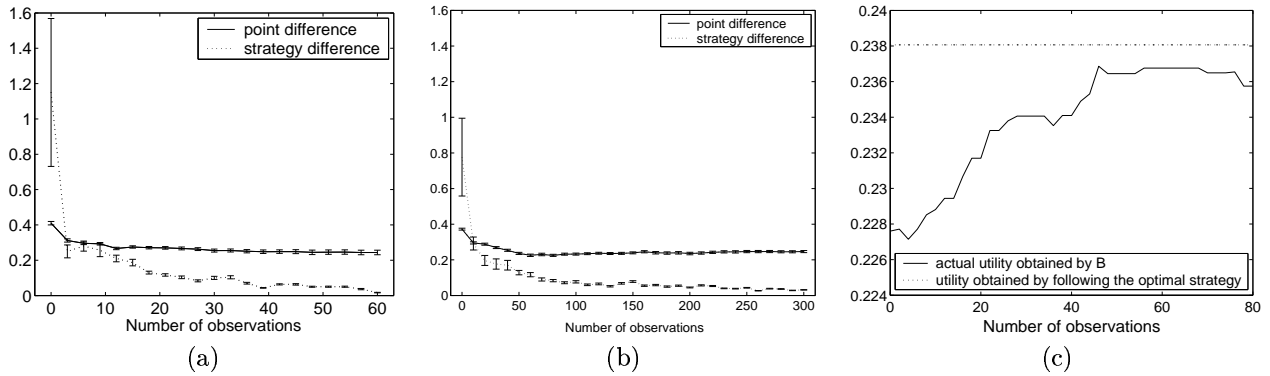 1.6
1.4
1.2
1
0.8
0.6
0.4
0.2
0
0 10 20 30 40 50 60
Number of observations
point difference
strategy difference
(a)
1.6
1.4
1.2
1
0.8
0.6
0.4
0.2
0
0 50 100 150 200 250 300
Number of observations
point difference
strategy difference
(b)
0.24
0.238
0.236
0.234
0.232
0.23
0.228
0.226
0.224
0 20 40 60 80
Number of observations
actual utility obtained by B
utility obtained by following the optimal strategy
(c)